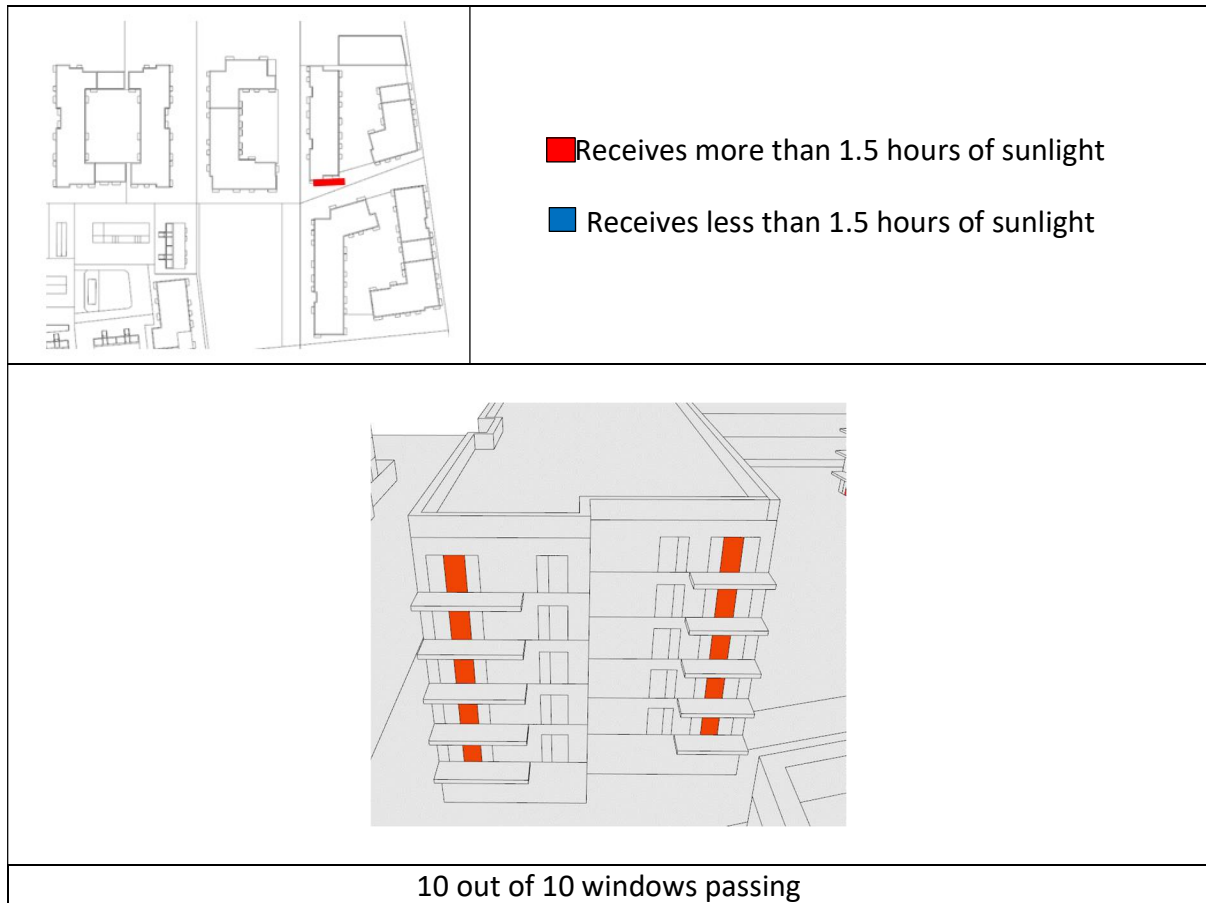 Receives more than 1.5 hours of sunlight
Receives less than 1.5 hours of sunlight
10 out of 10 windows passing